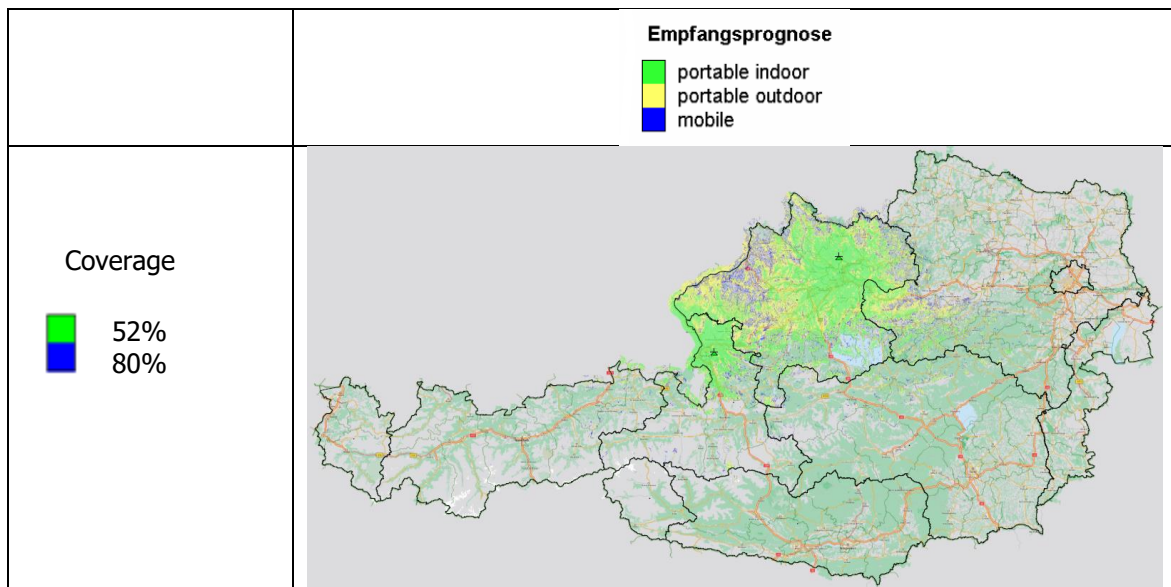 Empfangsprognose
portable indoor
portable outdoor
mobile
Coverage
52%
80%